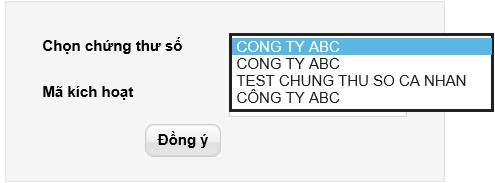 Chọn chứng thư số
CONG TY ABC
CONG TY ABC
TEST CHUNG THU SO CA NHAN
CÔNG TY ABC
Mã kích hoạt
Đồng ý